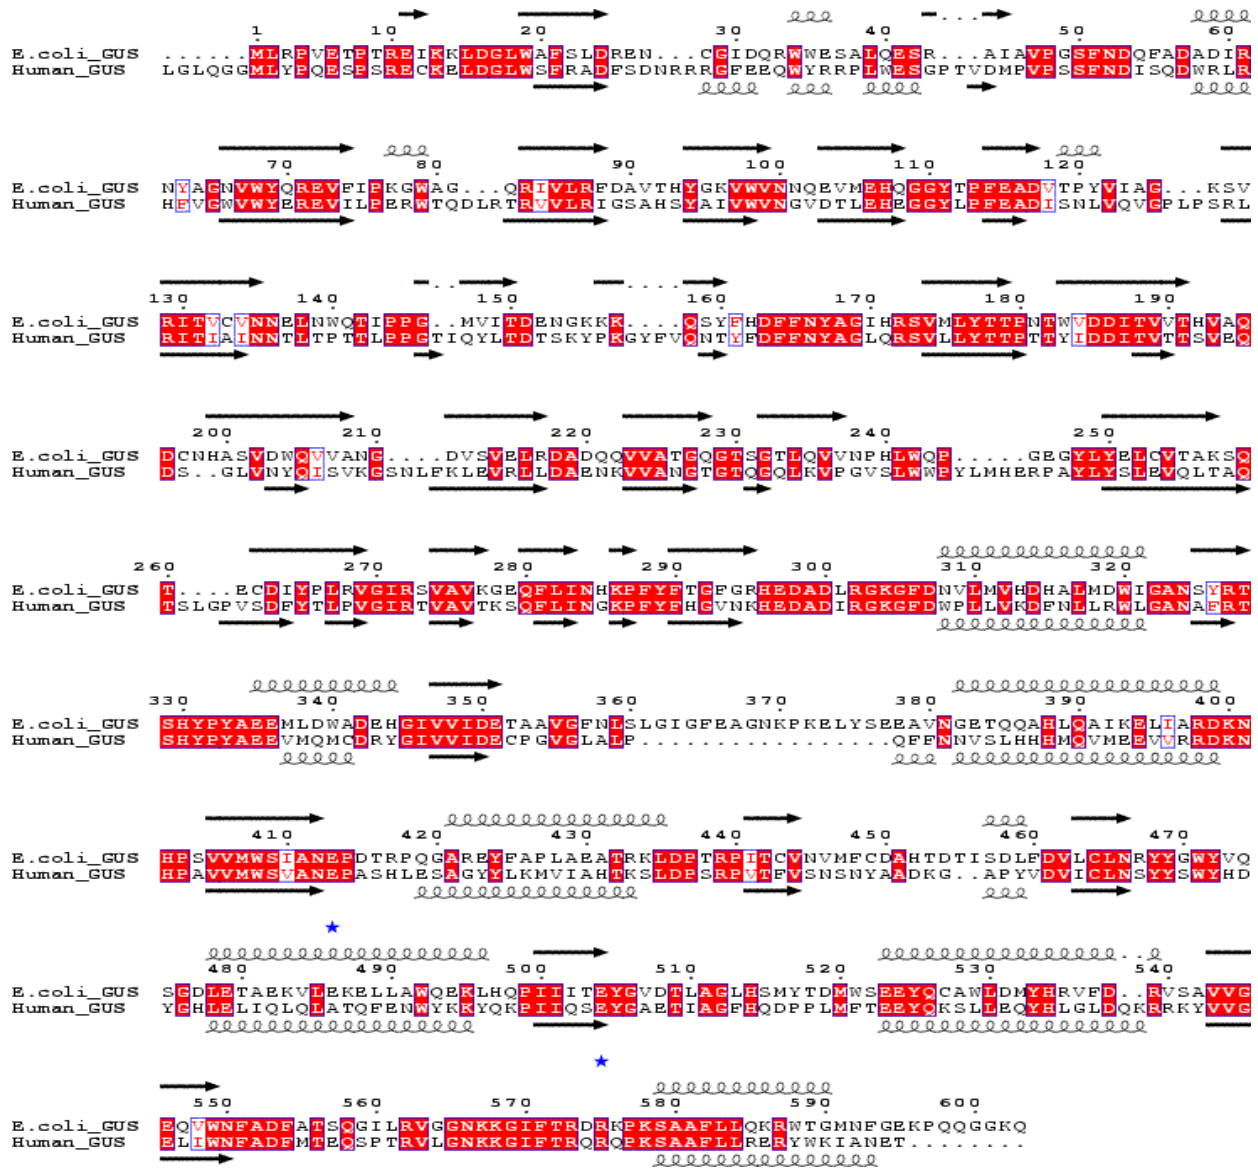 1 10 20 30 40 50 60
E.coli_GUS ......MLRPVETPTREIKKLDGLWAFSLDREN...CGIDQRWWESALQESR...AIAVPGSFNDQFADADIR
Human_GUS LGLQGGMLYPQESPSRECKELDGLWSFRADFSDNRRRGFEEQWYRRPLWESGPTVDMPVPSSFNDISQDWRLR
70 80 90 100 110 120
E.coli_GUS NYAGNVWYQREVFIPKGWAG...QRIVLRFDAVTHYGKVWVNNQEVMEHQGGYTPFEADVTPYVIAG...KSV
Human_GUS HFVGWVWYEREVILPERWTQDLRTRVVLRIGSAHSYAIVWVNGVDTLEHEGGYLPFEADISNLVQVGPLPSRL
130 140 150 160 170 180 190
E.coli_GUS RITVCVNNELNWQTIPPG..MVITDENGKKK....QSYFHDFFNYAGIHRSVMLYTTPNTWVDDITVVTHVAQ
Human_GUS RITIAINNTLTPTTLPPGTIQYLTDTSKYPKGYFVQNTYFDFFNYAGLQRSVLLYTTPTTYIDDITVTTSVEQ
200 210 220 230 240 250
E.coli_GUS DCNHASVDWQVVANG....DVSVELRDADQQVVATGQGTSGTLQVVNPHLWQP.....GEGYLYELCVTAKSQ
Human_GUS DS..GLVNYQISVKGSNLFKLEVRLLDAENKVVANGTGTQGQLKVPGVSLWWPYLMHERPAYLYSLEVQLTAQ
260 270 280 290 300 310 320
E.coli_GUS T....ECDIYPLRVGIRSVAVKGEQFLINHKPFYFTGFGRHEDADLRGKGFDNVLMVHDHALMDWIGANSYRT
Human_GUS TSLGPVSDFYTLPVGIRTVAVTKSQFLINGKPFYFHGVNKHEDADIRGKGFDWPLLVKDFNLLRWLGANAFRT
330 340 350 360 370 380 390 400
E.coli_GUS SHYPYAEEMLDWADEHGIVVIDETAAVGFNLSLGIGFEAGNKPKELYSEEAVNGETQQAHLQAIKELIARDKN
Human_GUS SHYPYAEEVMQMCDRYGIVVIDECPGVGLALP.................QFFNNVSLHHHMQVMEEVVRRDKN
410 420 430 440 450 460 470
E.coli_GUS HPSVVMWSIANEPDTRPQGAREYFAPLAEATRKLDPTRPITCVNVMFCDAHTDTISDLFDVLCLNRYYGWYVQ
Human_GUS HPAVVMWSVANEPASHLESAGYYLKMVIAHTKSLDPSRPVTFVSNSNYAADKG..APYVDVICLNSYYSWYHD
480 490 500 510 520 530 540
E.coli_GUS SGDLETAEKVLEKELLAWQEKLHQPIIITEYGVDTLAGLHSMYTDMWSEEYQCAWLDMYHRVFD..RVSAVVG
Human_GUS YGHLELIQLQLATQFENWYKKYQKPIIQSEYGAETIAGFHQDPPLMFTEEYQKSLLEQYHLGLDQKRRKYVVG
550 560 570 580 590 600
E.coli_GUS EQVWNFADFATSQGILRVGGNKKGIFTRDRKPKSAAFLLQKRWTGMNFGEKPQQGGKQ
Human_GUS ELIWNFADFMTEQSPTRVLGNKKGIFTRQRQPKSAAFLLRERYWKIANET........